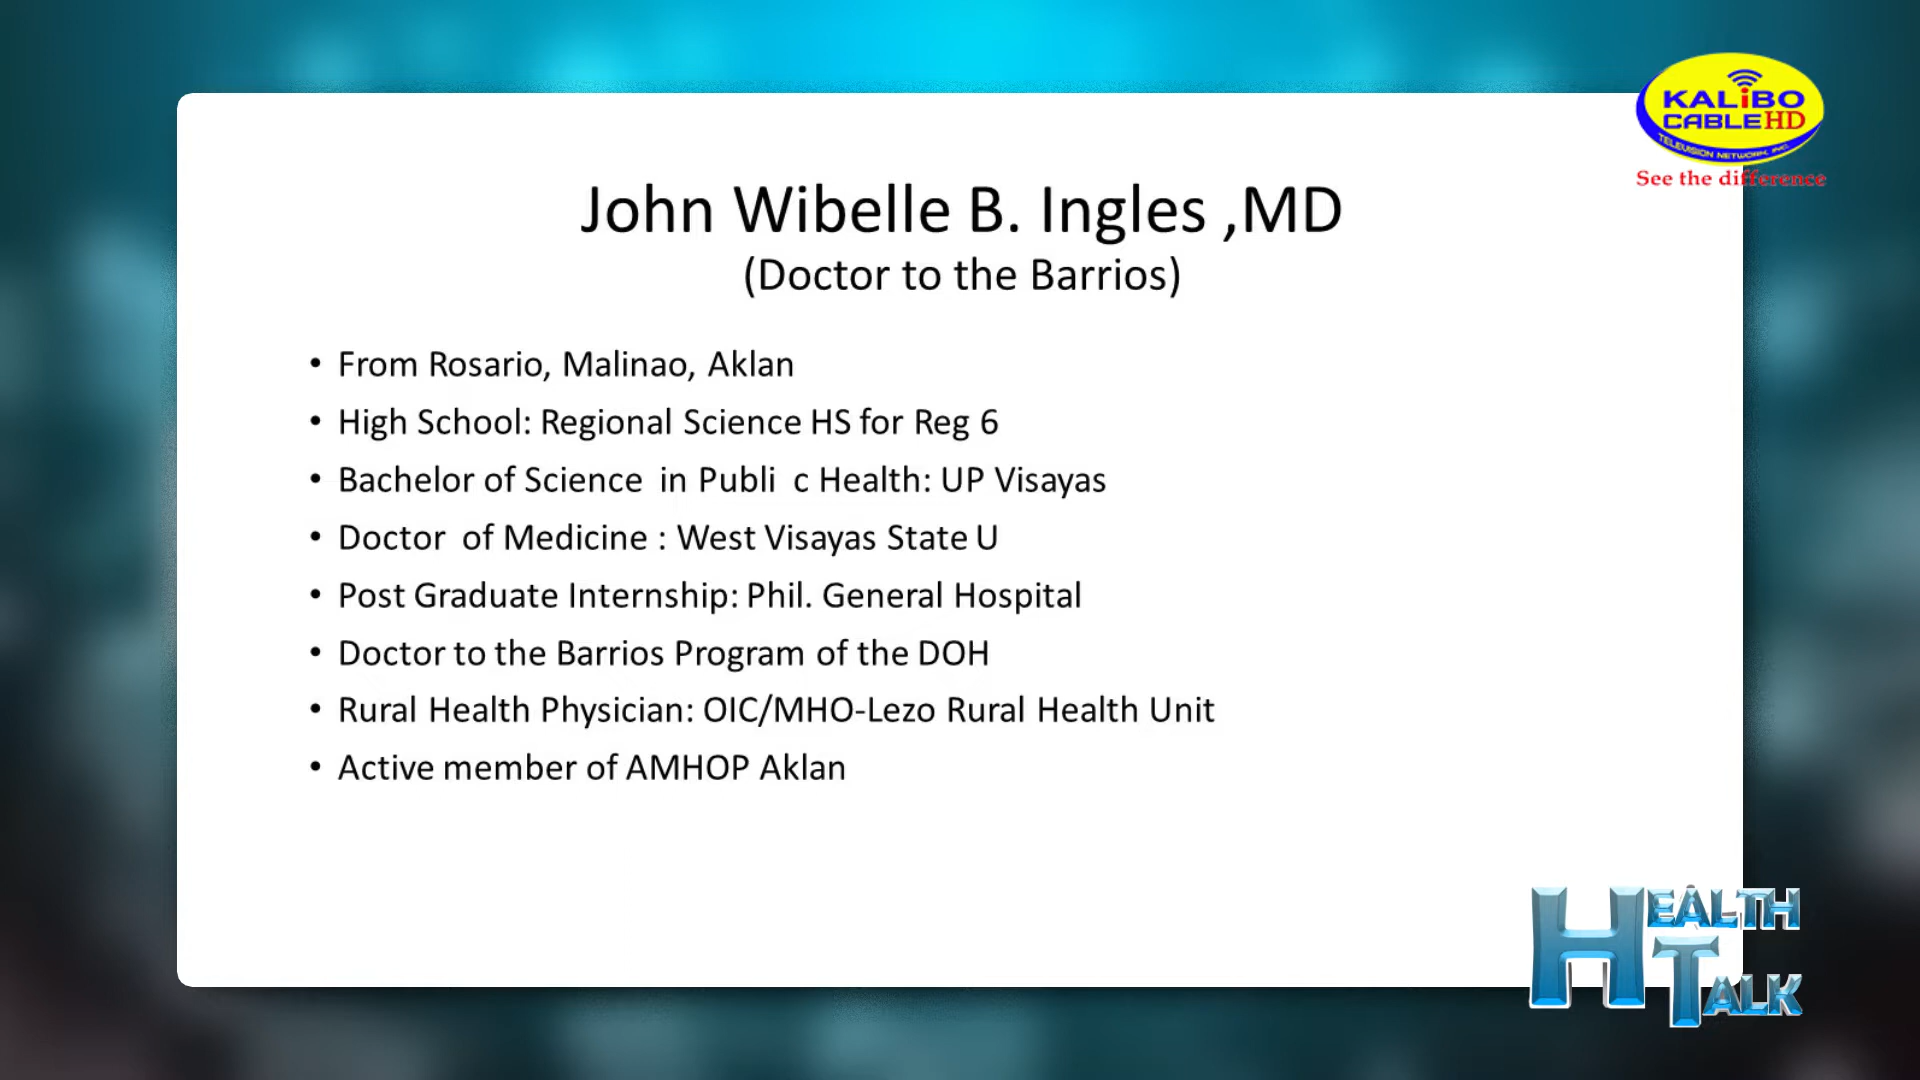 KALiBO
CABLEHD
TELEVISION NETWORK, INC.
See the difference
John Wibelle B. Ingles ,MD
(Doctor to the Barrios)
• From Rosario, Malinao, Aklan
• High School: Regional Science HS for Reg 6
• Bachelor of Science  in Publi  c Health: UP Visayas
• Doctor  of Medicine : West Visayas State U
• Post Graduate Internship: Phil. General Hospital
• Doctor to the Barrios Program of the DOH
• Rural Health Physician: OIC/MHO-Lezo Rural Health Unit
• Active member of AMHOP Aklan
HEALTH
TALK